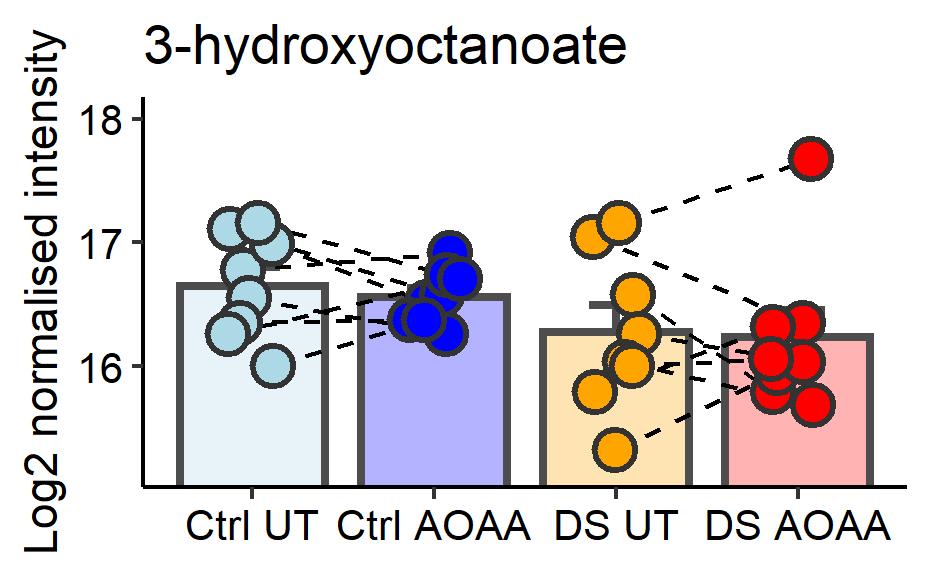 3-hydroxyoctanoate
Log2 normalised intensity
18
17
16
Ctrl UT Ctrl AOAA DS UT DS AOAA